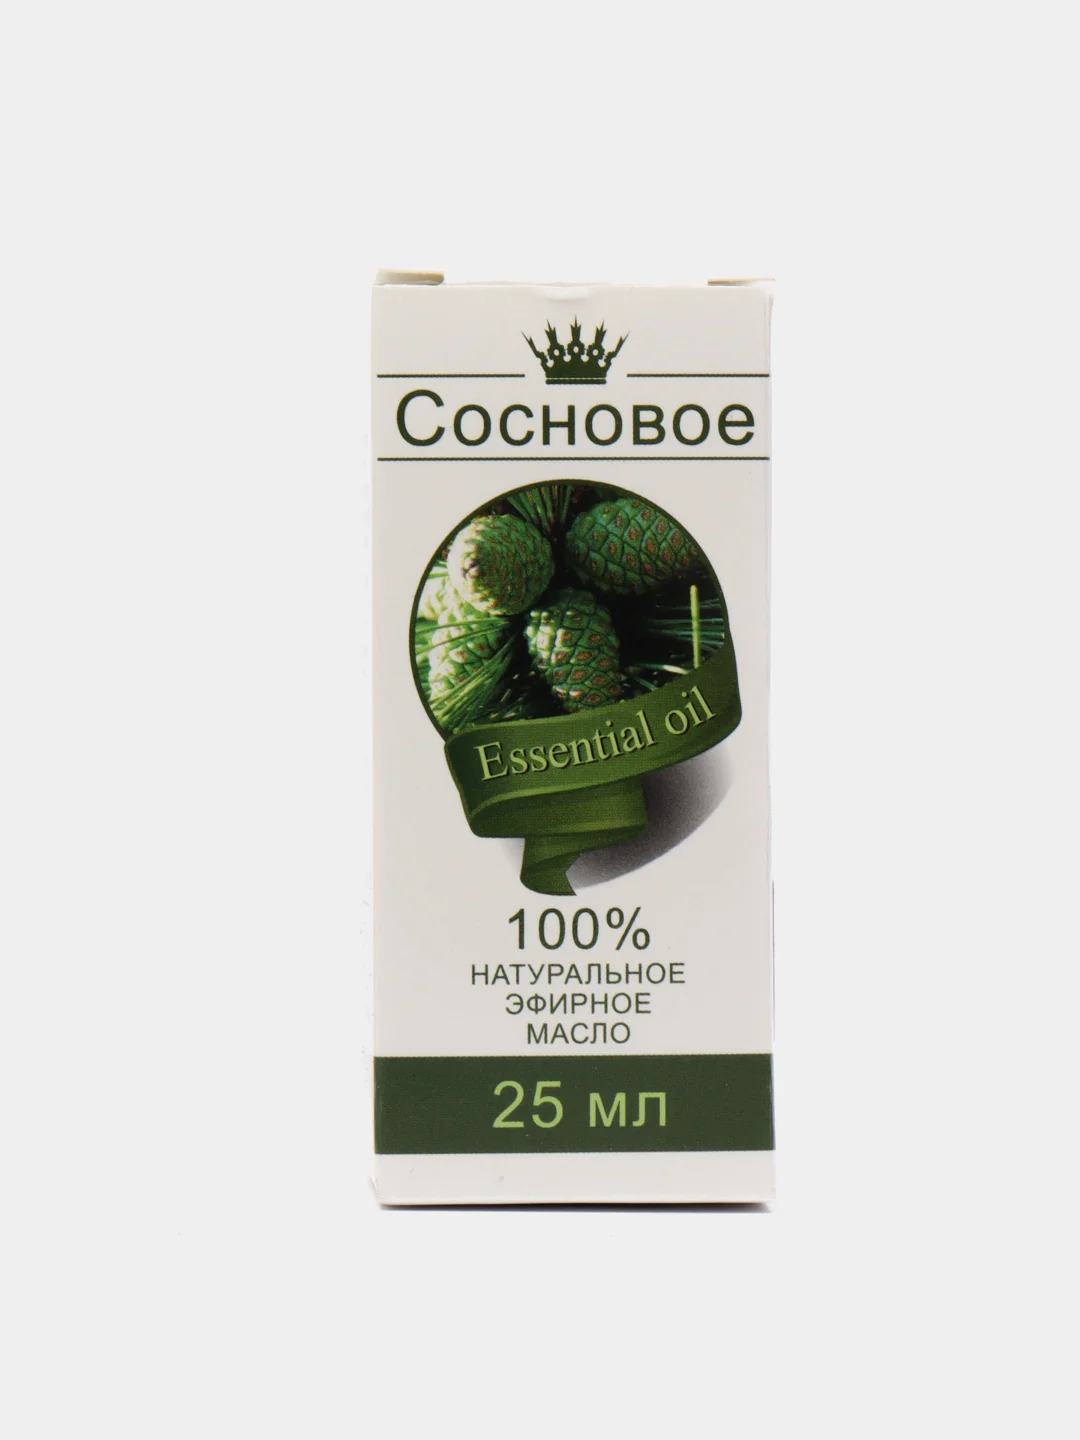 Сосновое
Essential oil
100%
НАТУРАЛЬНОЕ
ЭФИРНОЕ
МАСЛО
25 мл